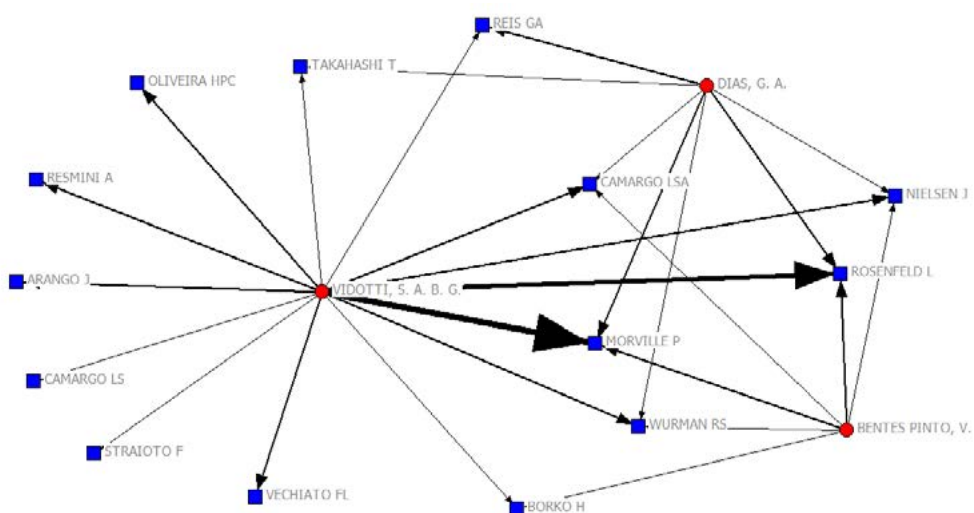 REIS GA
TAKAHASHI T
OLIVEIRA HPC
DIAS, G. A.
RESMINI A
CAMARGO LSA
NIELSEN J
ROSENFELD L
ARANGO J
VIDOTTI, S. A. B. G.
MORVILLE P
CAMARGO LS
WURMAN RS
BENTES PINTO, V.
STRAIOTO F
VECHIATO FL
BORKO H